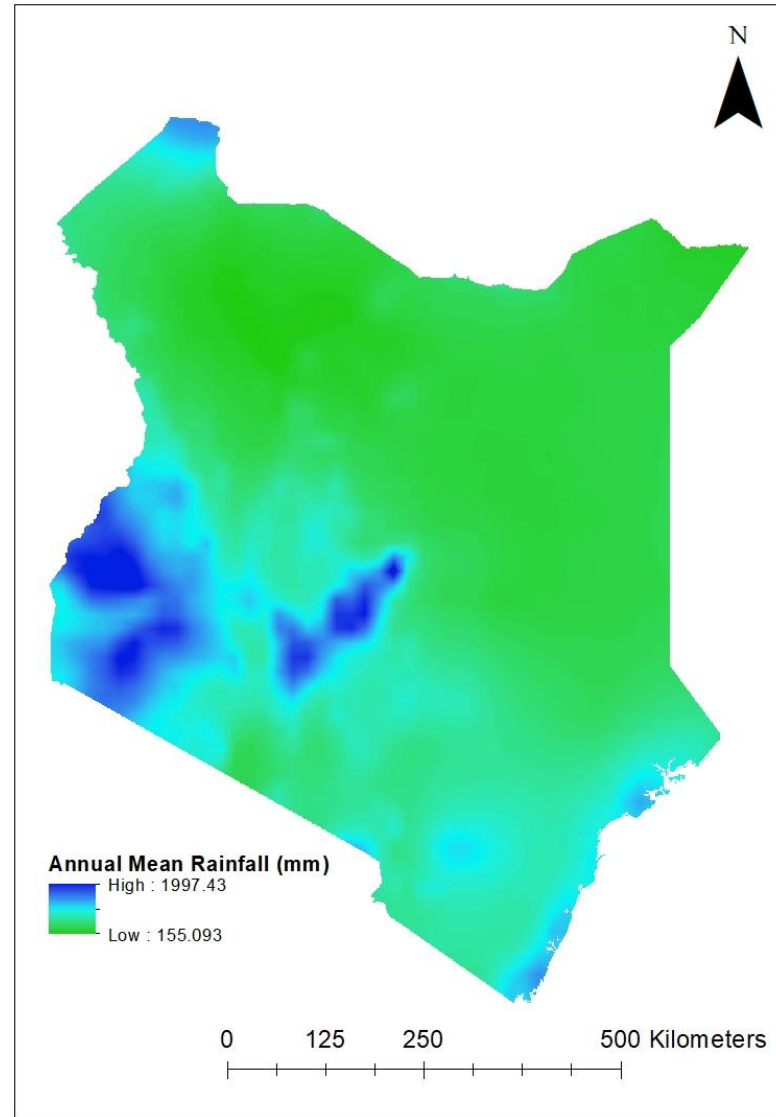 N
Annual Mean Rainfall (mm)
High : 1997.43
Low : 155.093
0 125 250 500 Kilometers